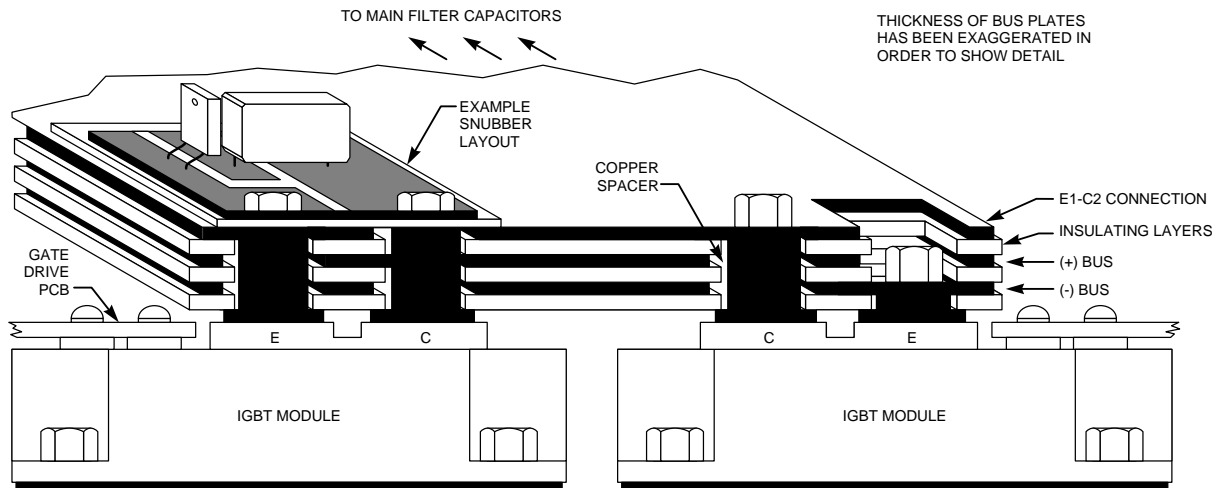 TO MAIN FILTER CAPACITORS
THICKNESS OF BUS PLATES
HAS BEEN EXAGGERATED IN
ORDER TO SHOW DETAIL
EXAMPLE
SNUBBER
LAYOUT
COPPER
SPACER
E1-C2 CONNECTION
INSULATING LAYERS
(+) BUS
(-) BUS
GATE
DRIVE
PCB
E
C
C
E
IGBT MODULE
IGBT MODULE